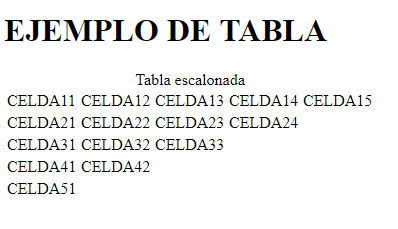 EJEMPLO DE TABLA
Tabla escalonada
CELDA11 CELDA12 CELDA13 CELDA14 CELDA15
CELDA21 CELDA22 CELDA23 CELDA24
CELDA31 CELDA32 CELDA33
CELDA41 CELDA42
CELDA51